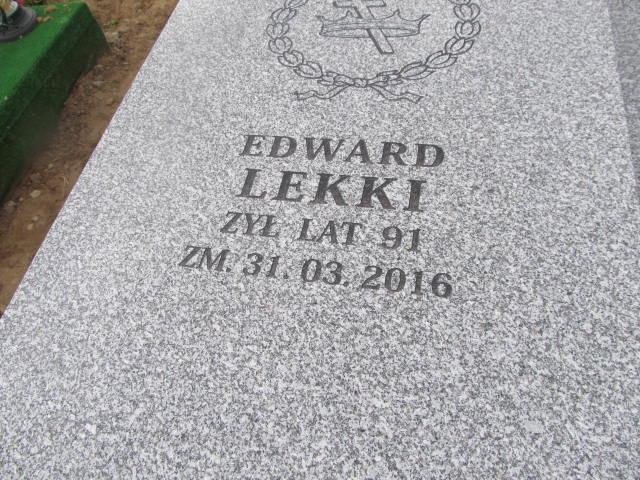 EDWARD
LEKKI
ŻYŁ LAT 91
ZM. 31. 03. 2016